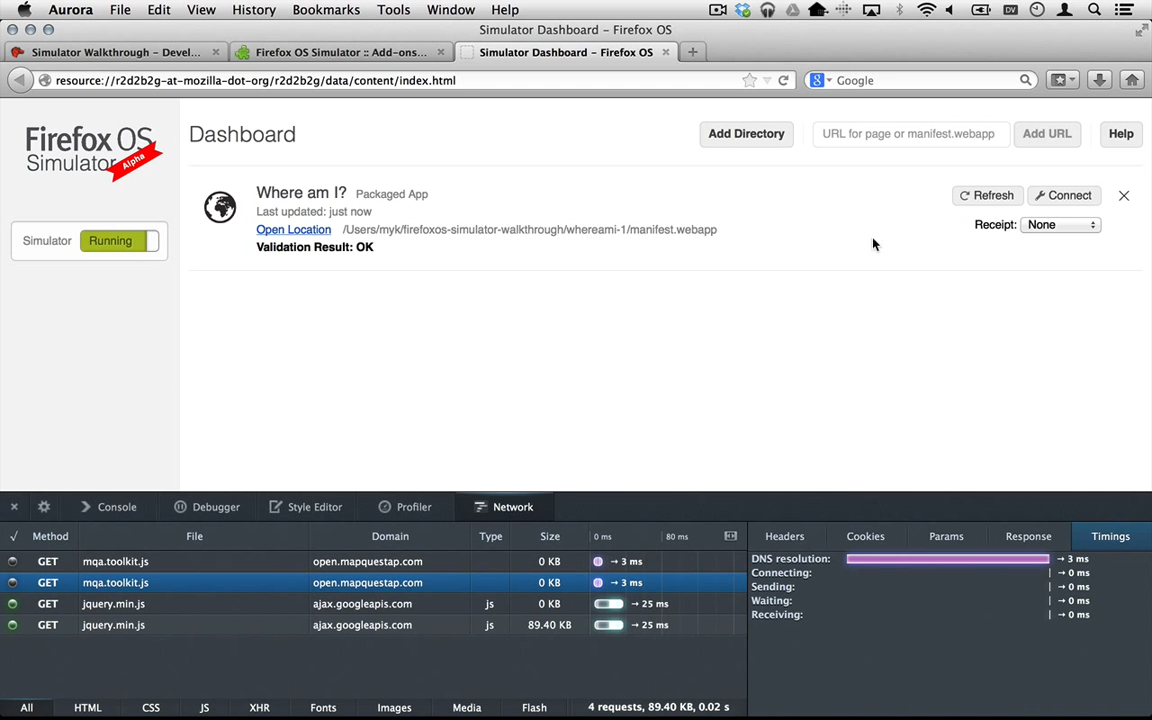 Aurora File Edit View History Bookmarks Tools Window Help
Simulator Dashboard – Firefox OS
Simulator Walkthrough – Devel... Firefox OS Simulator :: Add-ons... Simulator Dashboard – Firefox OS
resource://r2d2b2g-at-mozilla-dot-org/r2d2b2g/data/content/index.html Google
Firefox OS
Simulator
Alpha
Simulator Running
Dashboard Add Directory URL for page or manifest.webapp Add URL Help
Where am I? Packaged App Refresh Connect
Last updated: just now
Open Location /Users/myk/firefoxos-simulator-walkthrough/whereami-1/manifest.webapp Receipt: None
Validation Result: OK
Console Debugger Style Editor Profiler Network
√ Method File Domain Type Size 0 ms 80 ms Headers Cookies Params Response Timings
GET mqa.toolkit.js open.mapquestap.com 0 KB → 3 ms
GET mqa.toolkit.js open.mapquestap.com 0 KB → 3 ms
GET jquery.min.js ajax.googleapis.com js 0 KB → 25 ms
GET jquery.min.js ajax.googleapis.com js 89.40 KB → 25 ms
DNS resolution: → 3 ms
Connecting: → 0 ms
Sending: → 0 ms
Waiting: → 0 ms
Receiving: → 0 ms
All HTML CSS JS XHR Fonts Images Media Flash 4 requests, 89.40 KB, 0.02 s